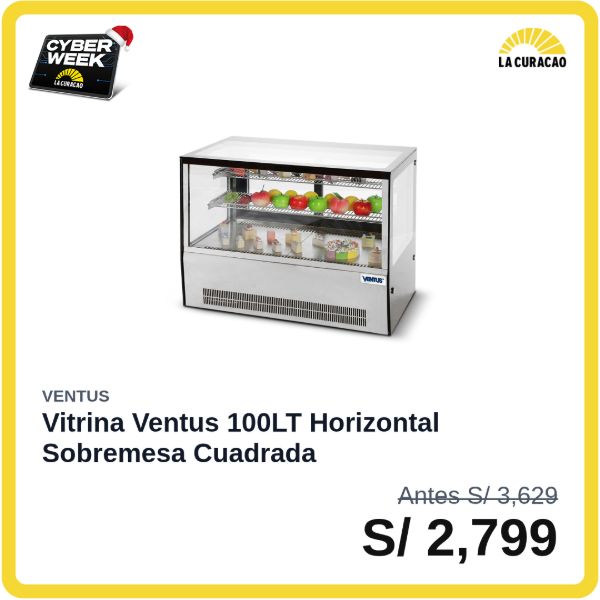 CYBER
WEEK
LA CURACAO
LA CURACAO
VENTUS
VENTUS
Vitrina Ventus 100LT Horizontal
Sobremesa Cuadrada
Antes S/ 3,629
S/ 2,799